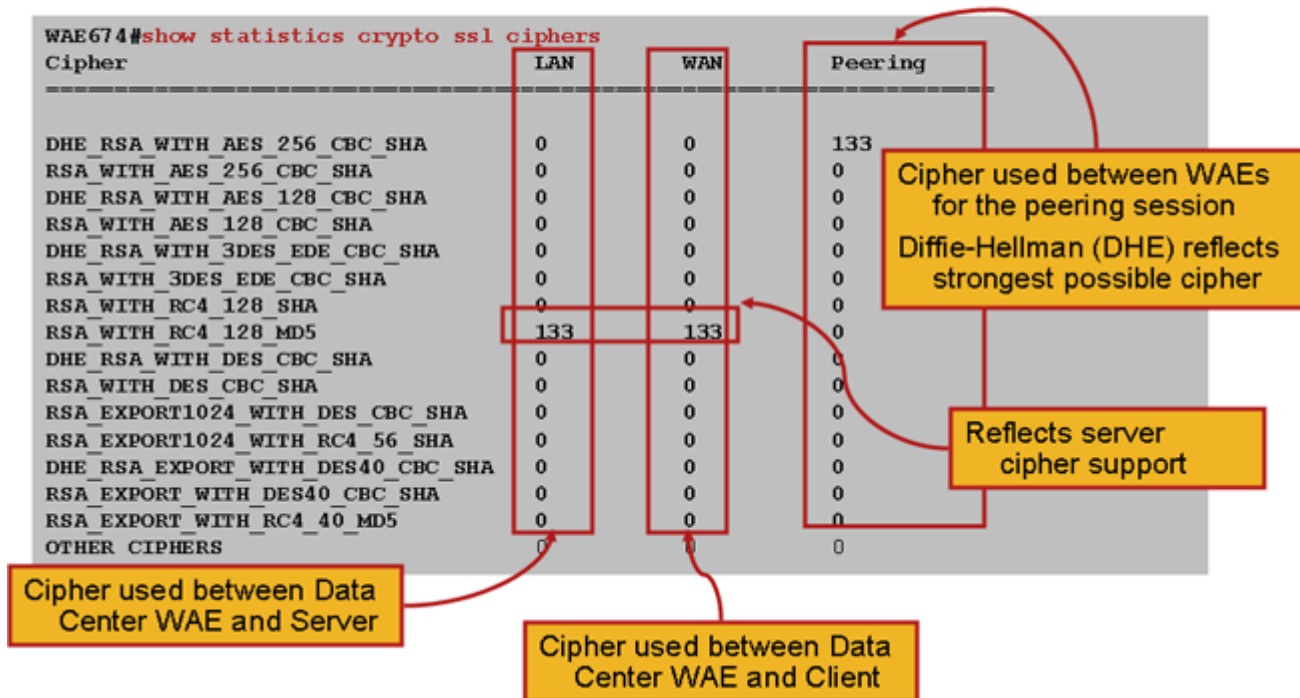 WAE674#show statistics crypto ssl ciphers
Cipher LAN WAN Peering
DHE_RSA_WITH_AES_256_CBC_SHA 0 0 133
RSA_WITH_AES_256_CBC_SHA 0 0 0
DHE_RSA_WITH_AES_128_CBC_SHA 0 0 0
RSA_WITH_AES_128_CBC_SHA 0 0 0
DHE_RSA_WITH_3DES_EDE_CBC_SHA 0 0 0
RSA_WITH_3DES_EDE_CBC_SHA 0 0 0
RSA_WITH_RC4_128_SHA 0 0 0
RSA_WITH_RC4_128_MD5 133 133 0
DHE_RSA_WITH_DES_CBC_SHA 0 0 0
RSA_WITH_DES_CBC_SHA 0 0 0
RSA_EXPORT1024_WITH_DES_CBC_SHA 0 0 0
RSA_EXPORT1024_WITH_RC4_56_SHA 0 0 0
DHE_RSA_EXPORT_WITH_DES40_CBC_SHA 0 0 0
RSA_EXPORT_WITH_DES40_CBC_SHA 0 0 0
RSA_EXPORT_WITH_RC4_40_MD5 0 0 0
OTHER CIPHERS 0 0 0
Cipher used between WAEs
for the peering session
Diffie-Hellman (DHE) reflects
strongest possible cipher
Reflects server
cipher support
Cipher used between Data
Center WAE and Server
Cipher used between Data
Center WAE and Client